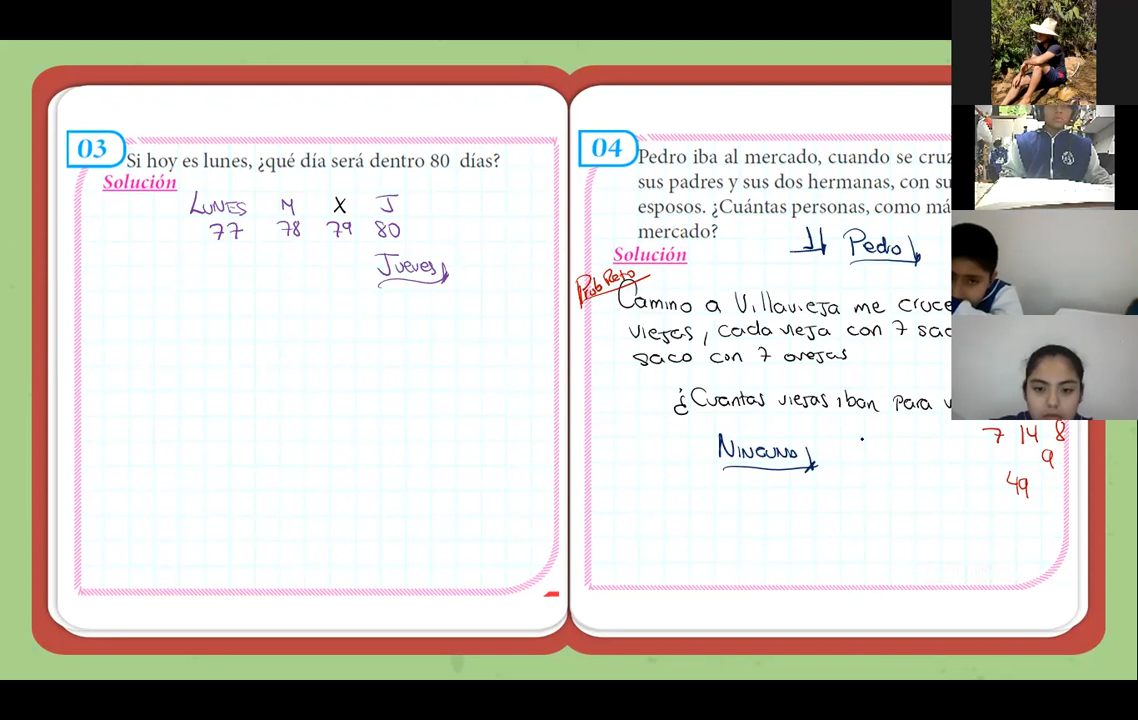 03
Si hoy es lunes, ¿qué día será dentro 80 días?
Solución
LUNES M X J
77 78 79 80
Jueves
04
Pedro iba al mercado, cuando se cruz
sus padres y sus dos hermanas, con su
esposos. ¿Cuántas personas, como má
mercado?
Solución
1 Pedro
Prob Reto
Camino a Villavieja me cruce
viejas, cada vieja con 7 sac
saco con 7 ovejas
¿Cuantas viejas iban para v
Ninguna
7 14 8
9
49